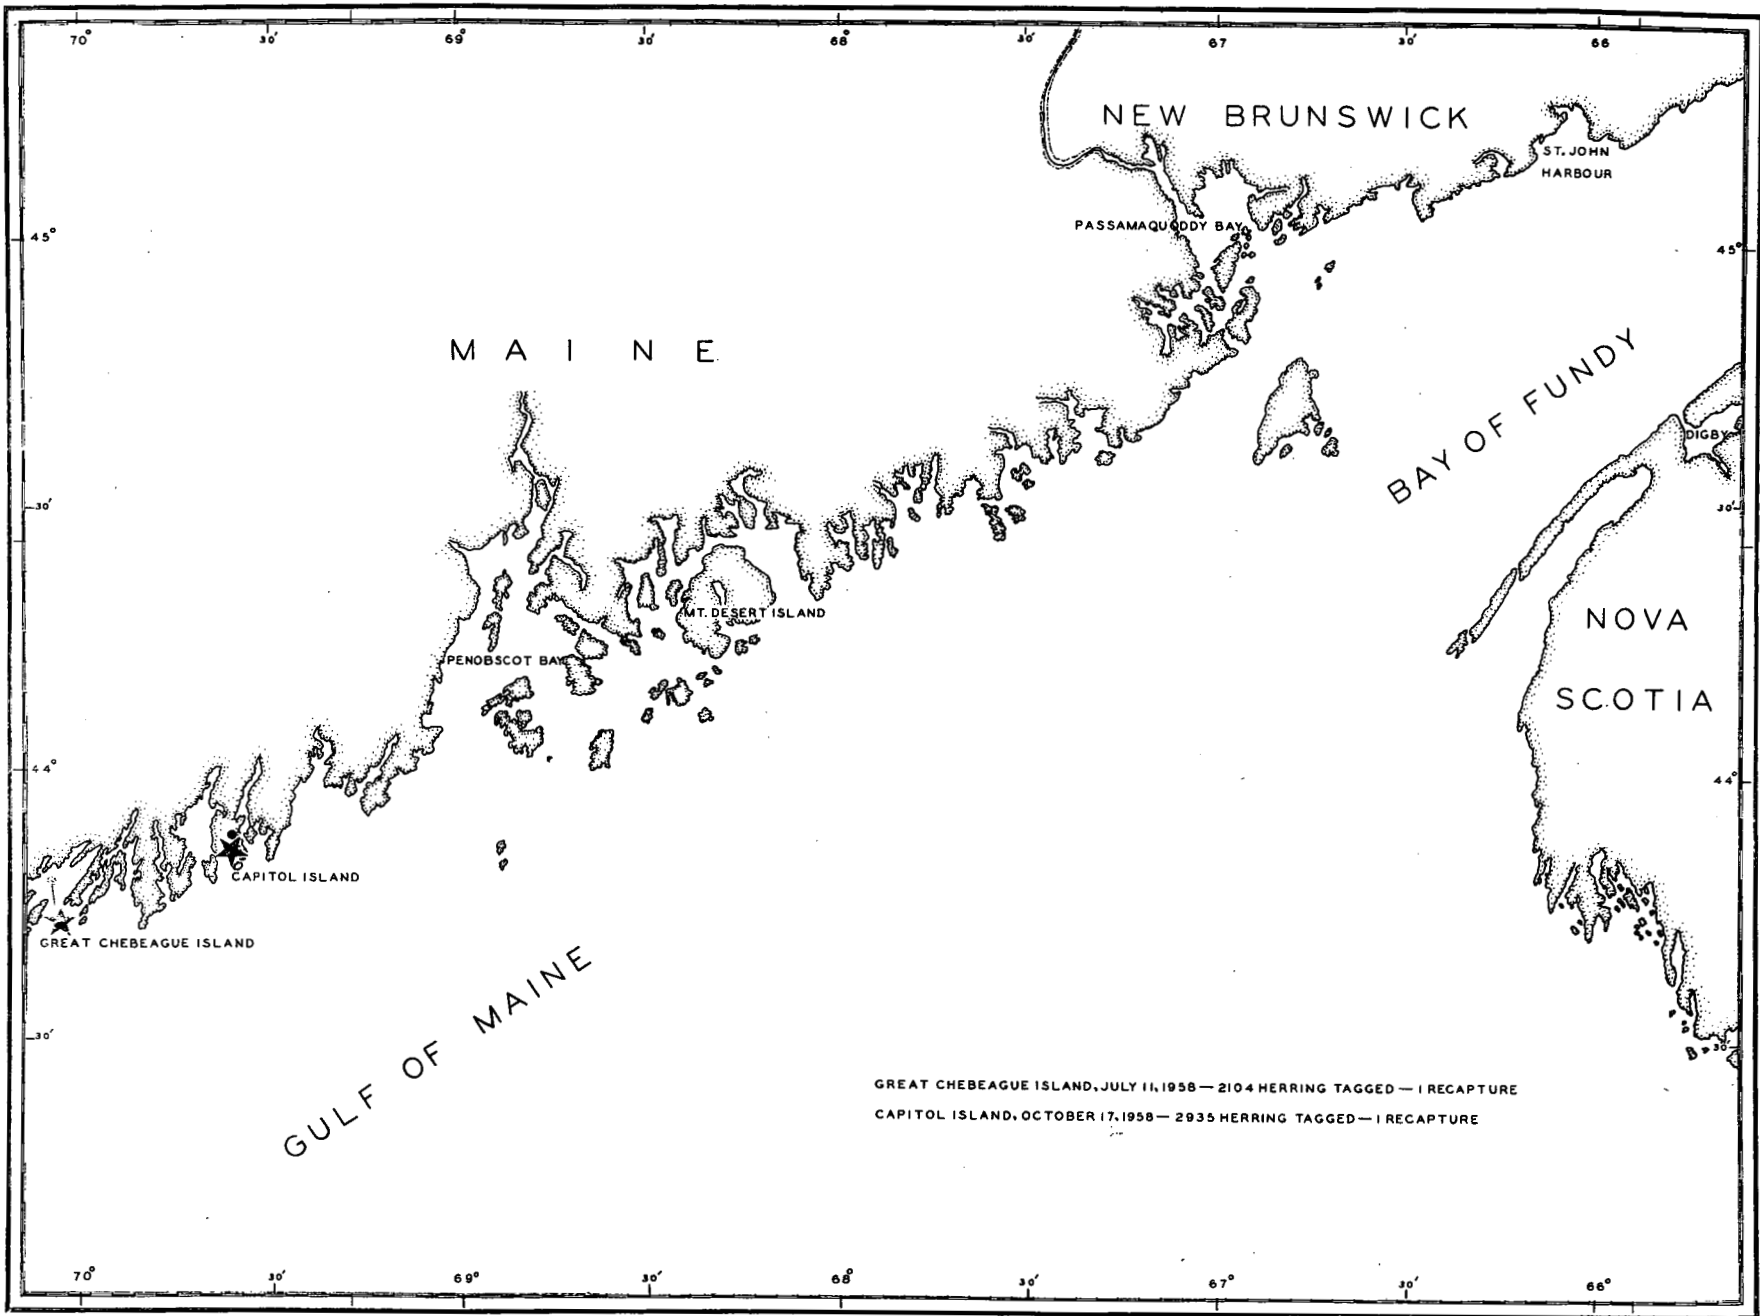 70° 30' 69° 30' 68° 30' 67 30' 66
NEW BRUNSWICK
ST. JOHN
HARBOUR
PASSAMAQUODDY BAY
45° 45°
MAINE
BAY OF FUNDY
DIGBY
30' 30'
MT. DESERT ISLAND
NOVA
PENOBSCOT BAY
SCOTIA
44° 44°
CAPITOL ISLAND
GREAT CHEBEAGUE ISLAND
GULF OF MAINE
30' 30'
GREAT CHEBEAGUE ISLAND, JULY 11, 1958 — 2104 HERRING TAGGED — 1 RECAPTURE
CAPITOL ISLAND, OCTOBER 17, 1958 — 2935 HERRING TAGGED — 1 RECAPTURE
70° 30' 69° 30' 68° 30' 67° 30' 66°